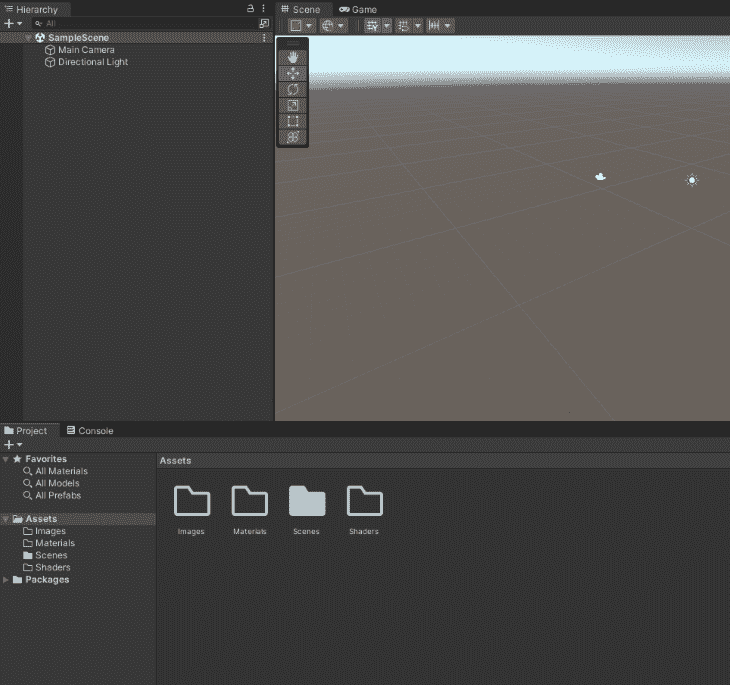 Hierarchy
All
SampleScene
Main Camera
Directional Light
Scene
Game
Project
Console
Favorites
All Materials
All Models
All Prefabs
Assets
Images
Materials
Scenes
Shaders
Packages
Assets
Images
Materials
Scenes
Shaders